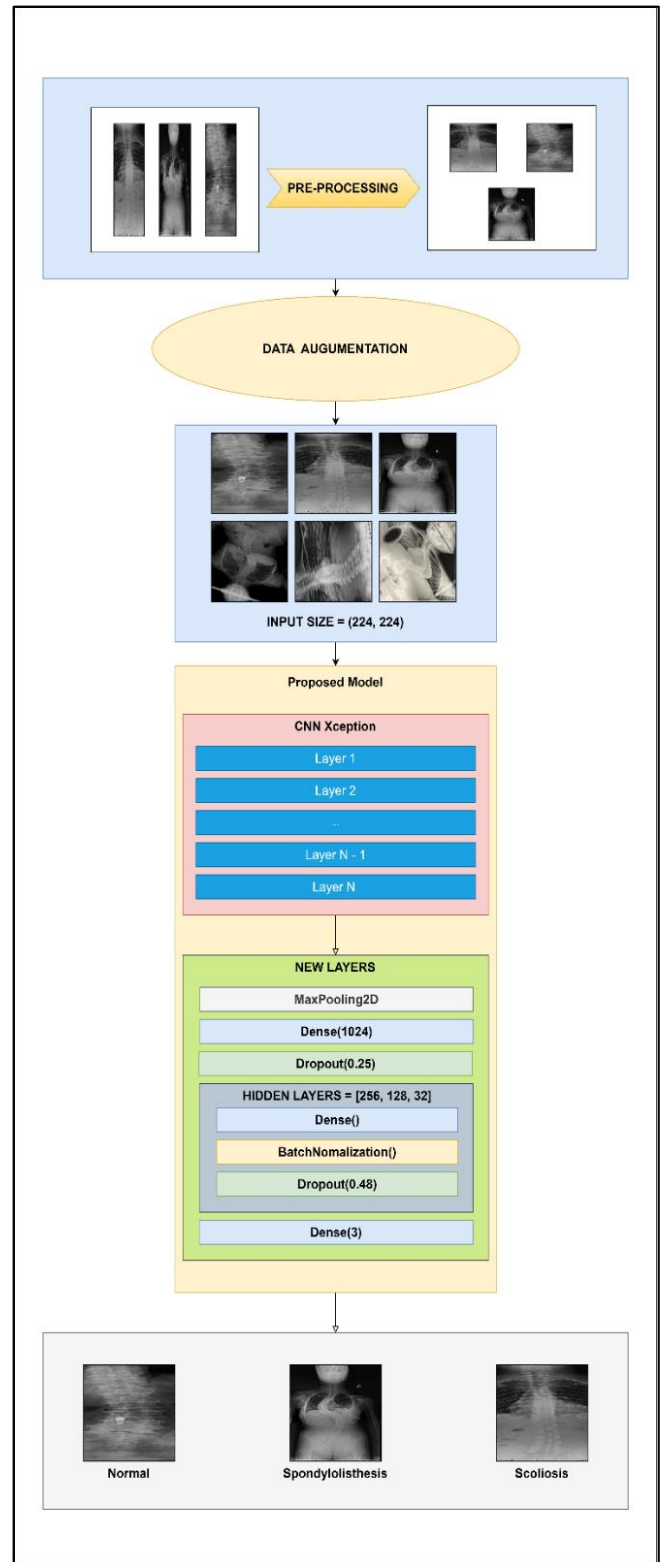 PRE-PROCESSING
DATA AUGUMENTATION
INPUT SIZE = (224, 224)
Proposed Model
CNN Xception
Layer 1
Layer 2
...
Layer N - 1
Layer N
NEW LAYERS
MaxPooling2D
Dense(1024)
Dropout(0.25)
HIDDEN LAYERS = [256, 128, 32]
Dense()
BatchNomalization()
Dropout(0.48)
Dense(3)
Normal
Spondylolisthesis
Scoliosis